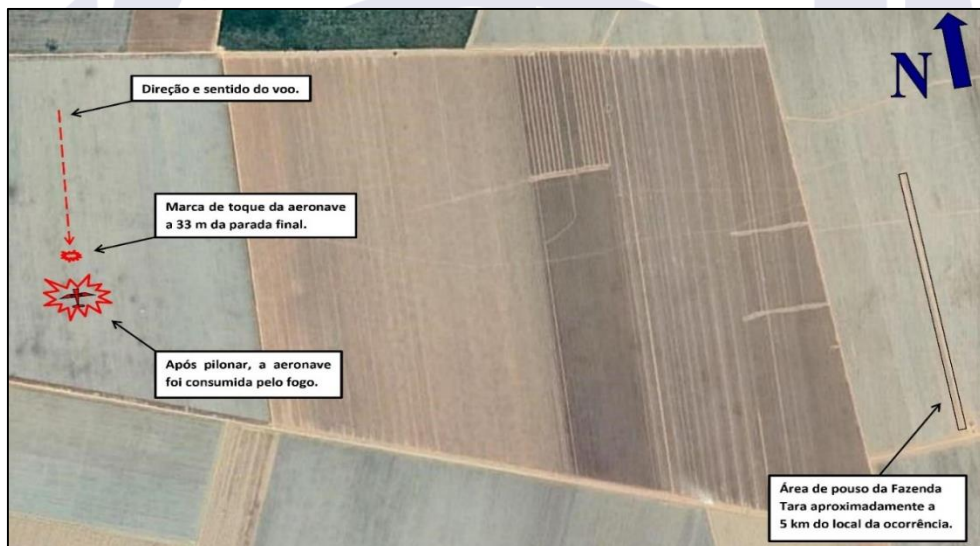 Direção e sentido do voo.
N
Marca de toque da aeronave
a 33 m da parada final.
Após pilonar, a aeronave
foi consumida pelo fogo.
Área de pouso da Fazenda
Tara aproximadamente a
5 km do local da ocorrência.